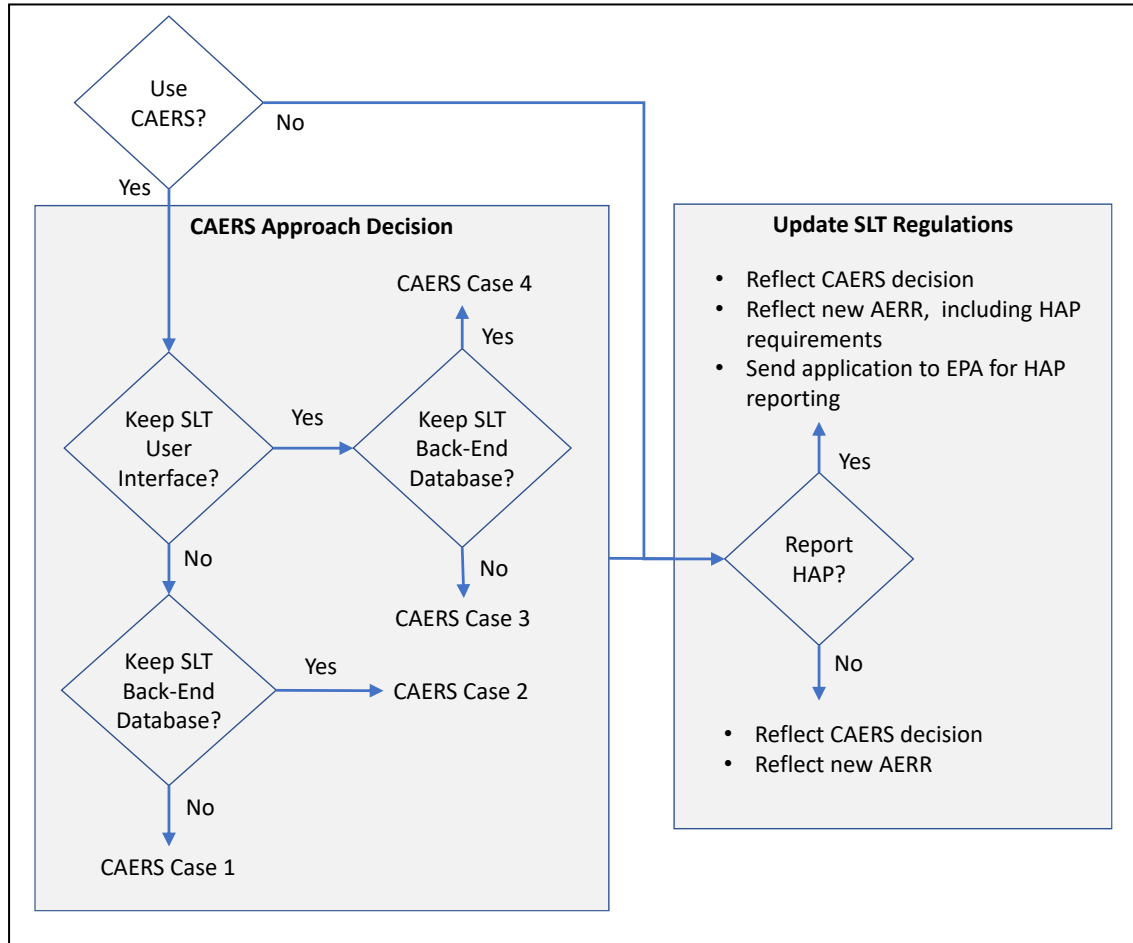 Use
CAERS?
No
Yes
CAERS Approach Decision
CAERS Case 4
Yes
Keep SLT
User
Interface?
Yes
Keep SLT
Back-End
Database?
No
No
CAERS Case 3
Keep SLT
Back-End
Database?
Yes
CAERS Case 2
No
CAERS Case 1
Update SLT Regulations
• Reflect CAERS decision
• Reflect new AERR, including HAP
requirements
• Send application to EPA for HAP
reporting
Yes
Report
HAP?
No
• Reflect CAERS decision
• Reflect new AERR